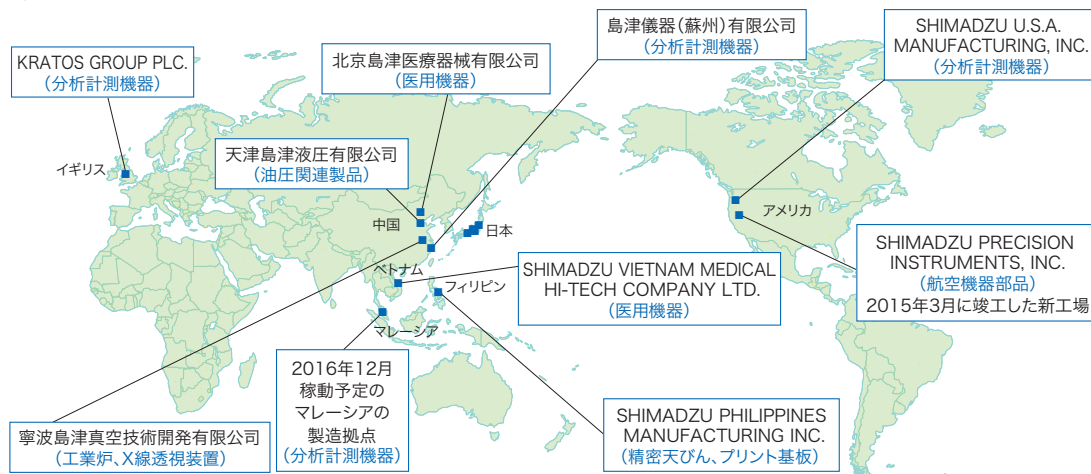 KRATOS GROUP PLC.
(分析計測機器)
北京島津医療器械有限公司
(医用機器)
島津儀器(蘇州)有限公司
(分析計測機器)
SHIMADZU U.S.A.
MANUFACTURING, INC.
(分析計測機器)
天津島津液圧有限公司
(油圧関連製品)
イギリス
中国
日本
アメリカ
ベトナム
フィリピン
マレーシア
SHIMADZU VIETNAM MEDICAL
HI-TECH COMPANY LTD.
(医用機器)
SHIMADZU PRECISION
INSTRUMENTS, INC.
(航空機器部品)
2015年3月に竣工した新工場
寧波島津真空技術開発有限公司
(工業炉、X線透視装置)
2016年12月
稼動予定の
マレーシアの
製造拠点
(分析計測機器)
SHIMADZU PHILIPPINES
MANUFACTURING INC.
(精密天びん、プリント基板)